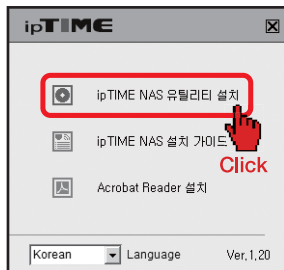 ipTIME
ipTIME NAS 유틸리티 설치
ipTIME NAS 설치 가이드
Click
Acrobat Reader 설치
Korean Language Ver,1,20